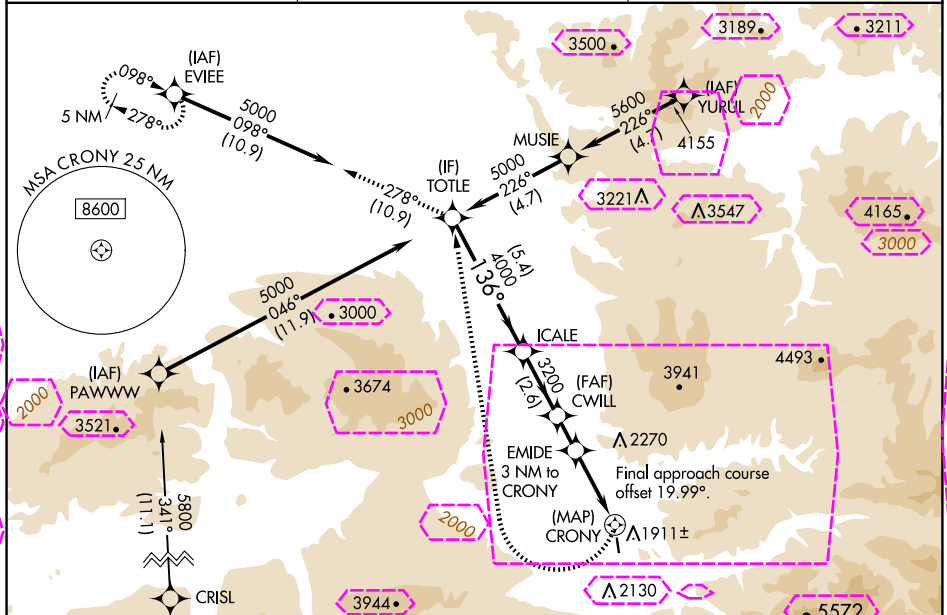 3500
3189
3211
(IAF)
EVIEE
098°
278°
5 NM
5000
098°
(10.9)
(IAF)
YURUL
2000
5600
226°
4155
MUSIE
5000
226°
(4.7)
(IF)
TOTLE
278°
(10.9)
MSA CRONY 25 NM
8600
3221
3547
4165
3000
5000
046°
(11.9)
3000
(5.4)
4000
136°
ICALE
3200
(2.6)
(FAF)
CWILL
4493
3941
(IAF)
PAWWW
2000
3521
3674
3000
2270
EMIDE
3 NM to
CRONY
Final approach course
offset 19.99°.
5800
341°
(11.1)
2000
(MAP)
CRONY
1911±
CRISL
3944
2130
5572